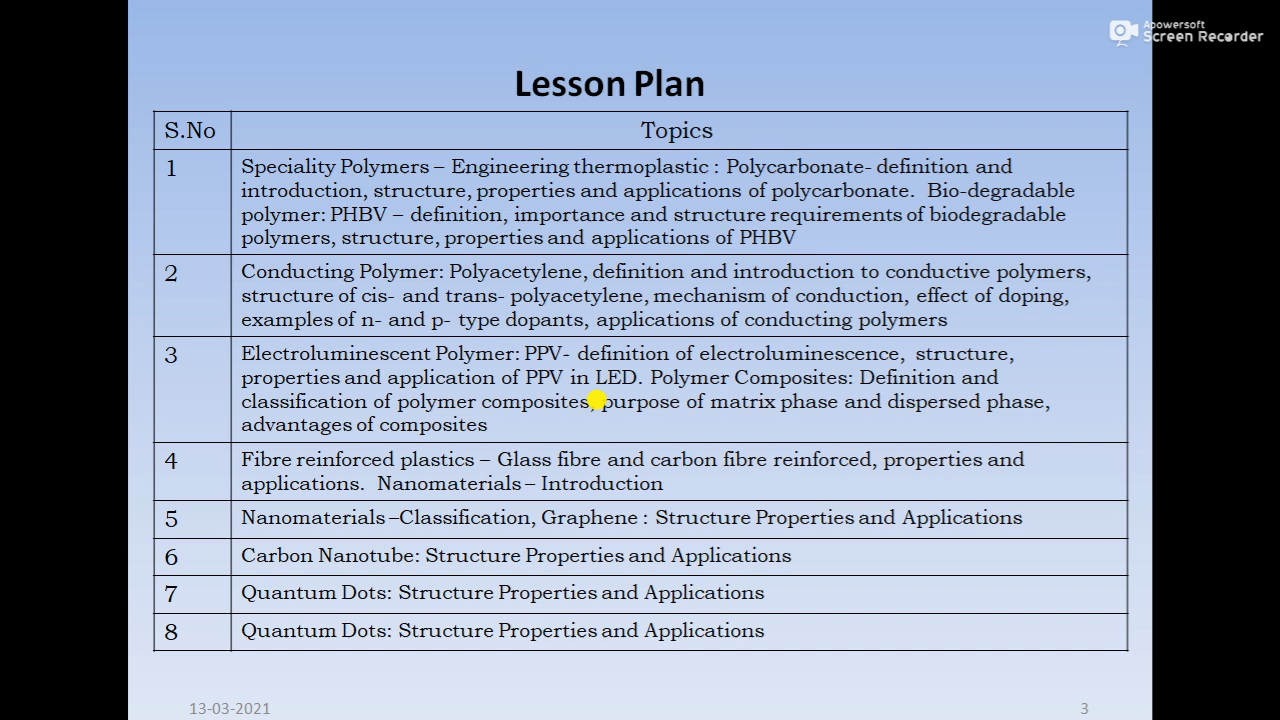 Apowersoft
Screen Recorder
Lesson Plan
S.No Topics
1 Speciality Polymers – Engineering thermoplastic : Polycarbonate- definition and
introduction, structure, properties and applications of polycarbonate. Bio-degradable
polymer: PHBV – definition, importance and structure requirements of biodegradable
polymers, structure, properties and applications of PHBV
2 Conducting Polymer: Polyacetylene, definition and introduction to conductive polymers,
structure of cis- and trans- polyacetylene, mechanism of conduction, effect of doping,
examples of n- and p- type dopants, applications of conducting polymers
3 Electroluminescent Polymer: PPV- definition of electroluminescence, structure,
properties and application of PPV in LED. Polymer Composites: Definition and
classification of polymer composites, purpose of matrix phase and dispersed phase,
advantages of composites
4 Fibre reinforced plastics – Glass fibre and carbon fibre reinforced, properties and
applications. Nanomaterials – Introduction
5 Nanomaterials –Classification, Graphene : Structure Properties and Applications
6 Carbon Nanotube: Structure Properties and Applications
7 Quantum Dots: Structure Properties and Applications
8 Quantum Dots: Structure Properties and Applications
13-03-2021 3